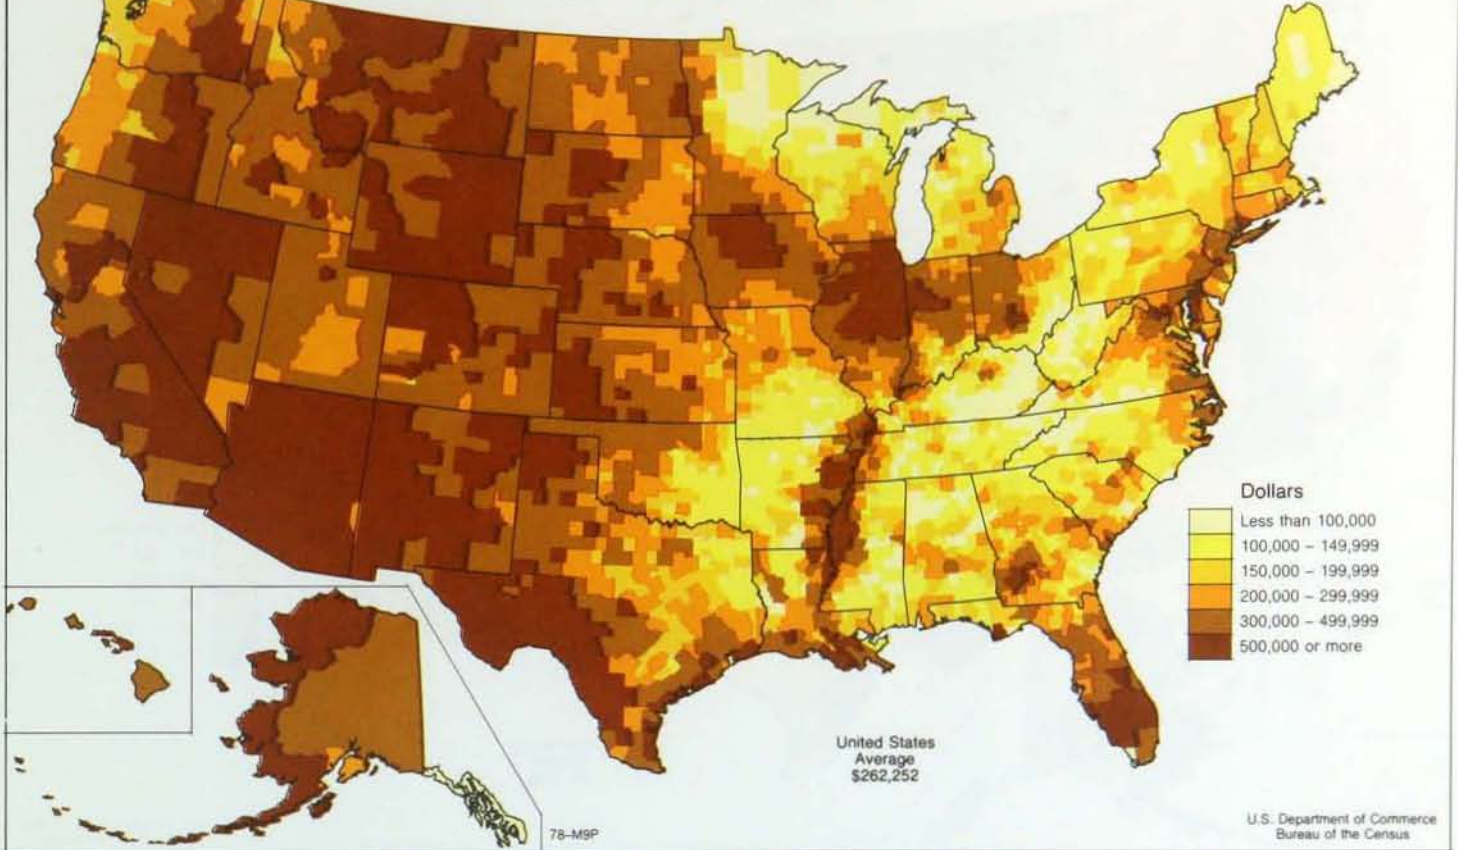 Dollars
Less than 100,000
100,000 – 149,999
150,000 – 199,999
200,000 – 299,999
300,000 – 499,999
500,000 or more
United States
Average
$262,252
78–M9P
U.S. Department of Commerce
Bureau of the Census